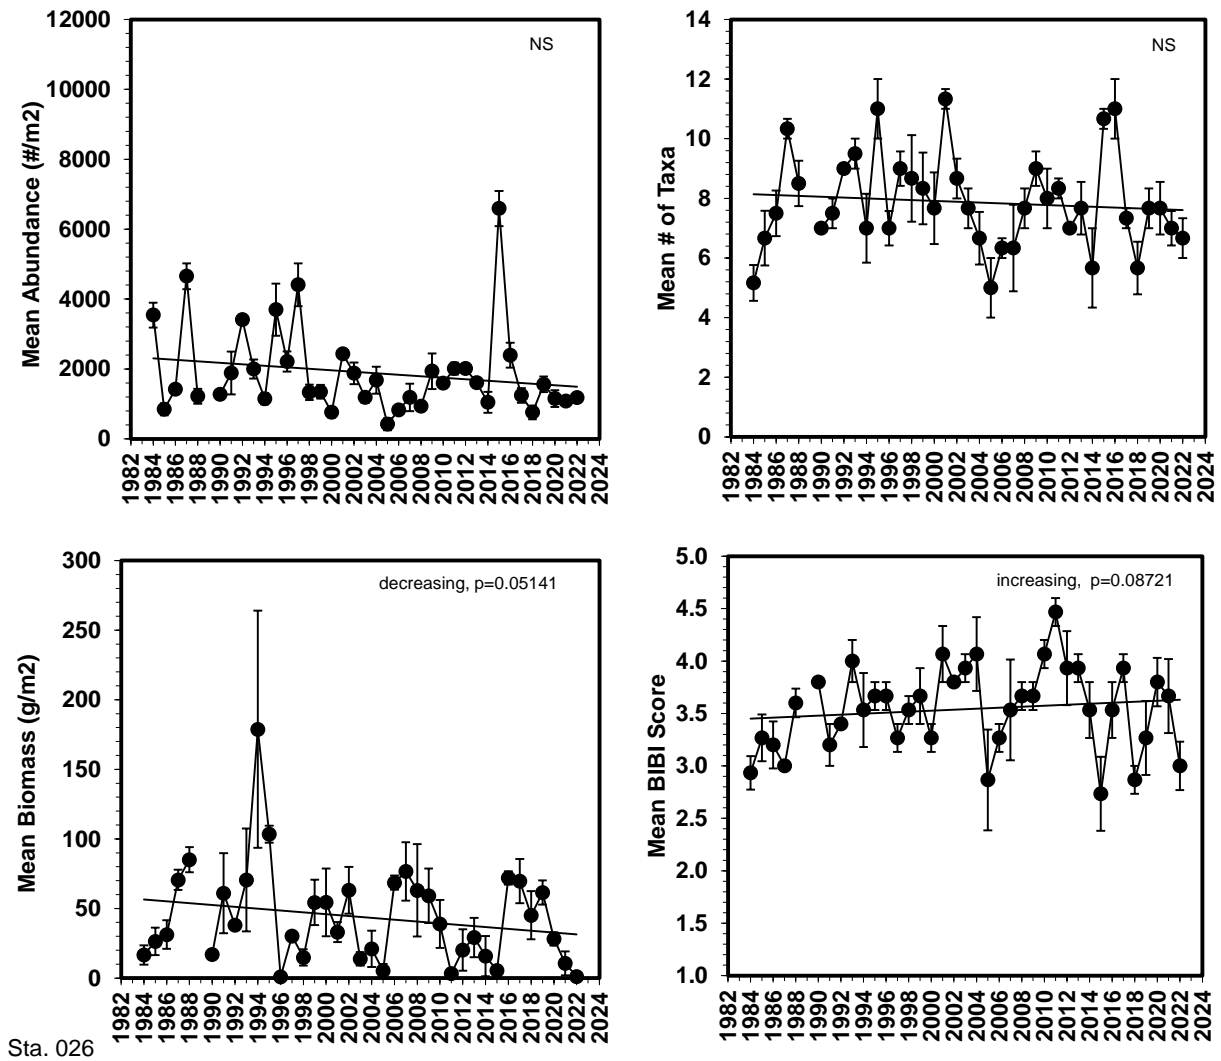 12000
10000
8000
6000
4000
2000
0
Mean Abundance (#/m2)
NS
1982 1984 1986 1988 1990 1992 1994 1996 1998 2000 2002 2004 2006 2008 2010 2012 2014 2016 2018 2020 2022 2024
14
12
10
8
6
4
2
0
Mean # of Taxa
NS
1982 1984 1986 1988 1990 1992 1994 1996 1998 2000 2002 2004 2006 2008 2010 2012 2014 2016 2018 2020 2022 2024
300
250
200
150
100
50
0
Mean Biomass (g/m2)
decreasing, p=0.05141
1982 1984 1986 1988 1990 1992 1994 1996 1998 2000 2002 2004 2006 2008 2010 2012 2014 2016 2018 2020 2022 2024
5.0
4.5
4.0
3.5
3.0
2.5
2.0
1.5
1.0
Mean BIBI Score
increasing, p=0.08721
1982 1984 1986 1988 1990 1992 1994 1996 1998 2000 2002 2004 2006 2008 2010 2012 2014 2016 2018 2020 2022 2024
Sta. 026